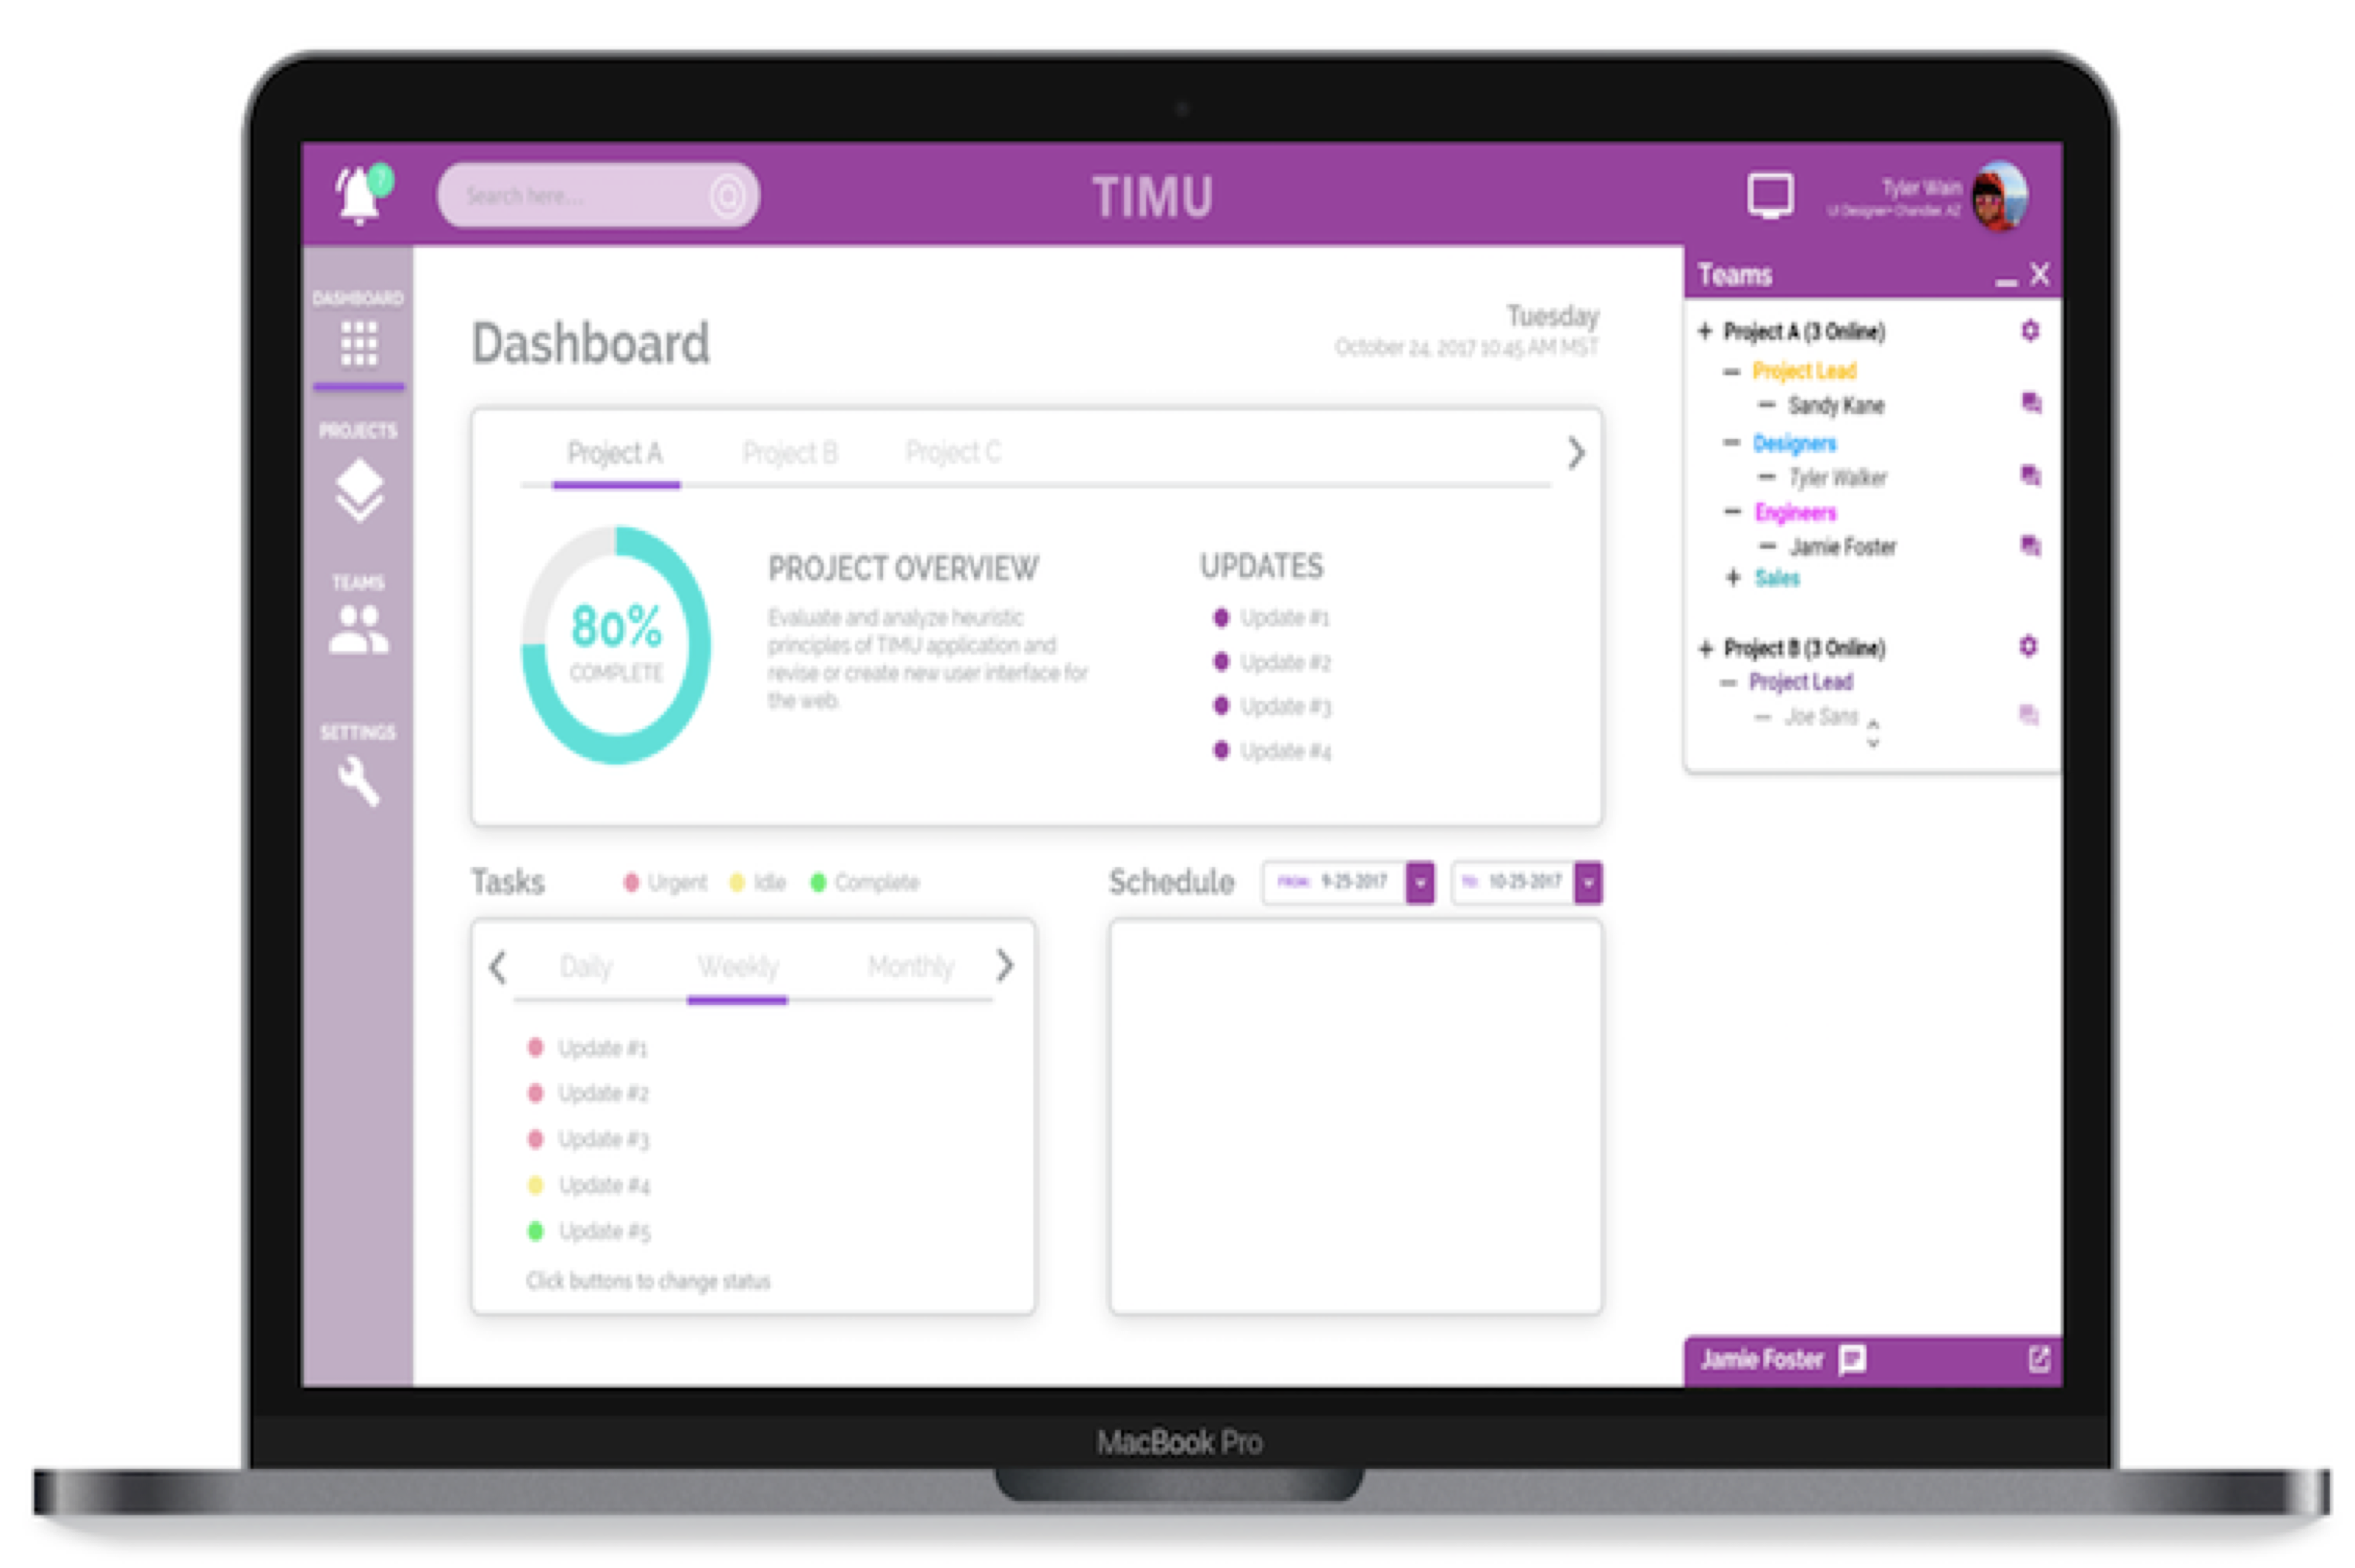 7
Search here...
TIMU
Tyler Wain
UI Designer• Chandler, AZ
DASHBOARD
PROJECTS
TEAMS
SETTINGS
Dashboard
Tuesday
October 24, 2017 10:45 AM MST
Project A Project B Project C
80%
COMPLETE
PROJECT OVERVIEW
Evaluate and analyze heuristic
principles of TIMU application and
revise or create new user interface for
the web.
UPDATES
Update #1
Update #2
Update #3
Update #4
Tasks
Urgent Idle Complete
Daily Weekly Monthly
Update #1
Update #2
Update #3
Update #4
Update #5
Click buttons to change status
Schedule
FROM: 9-25-2017 TO: 10-25-2017
Teams
+ Project A (3 Online)
– Project Lead
– Sandy Kane
– Designers
– Tyler Walker
– Engineers
– Jamie Foster
+ Sales
+ Project B (3 Online)
– Project Lead
– Joe Sans
Jamie Foster
MacBook Pro